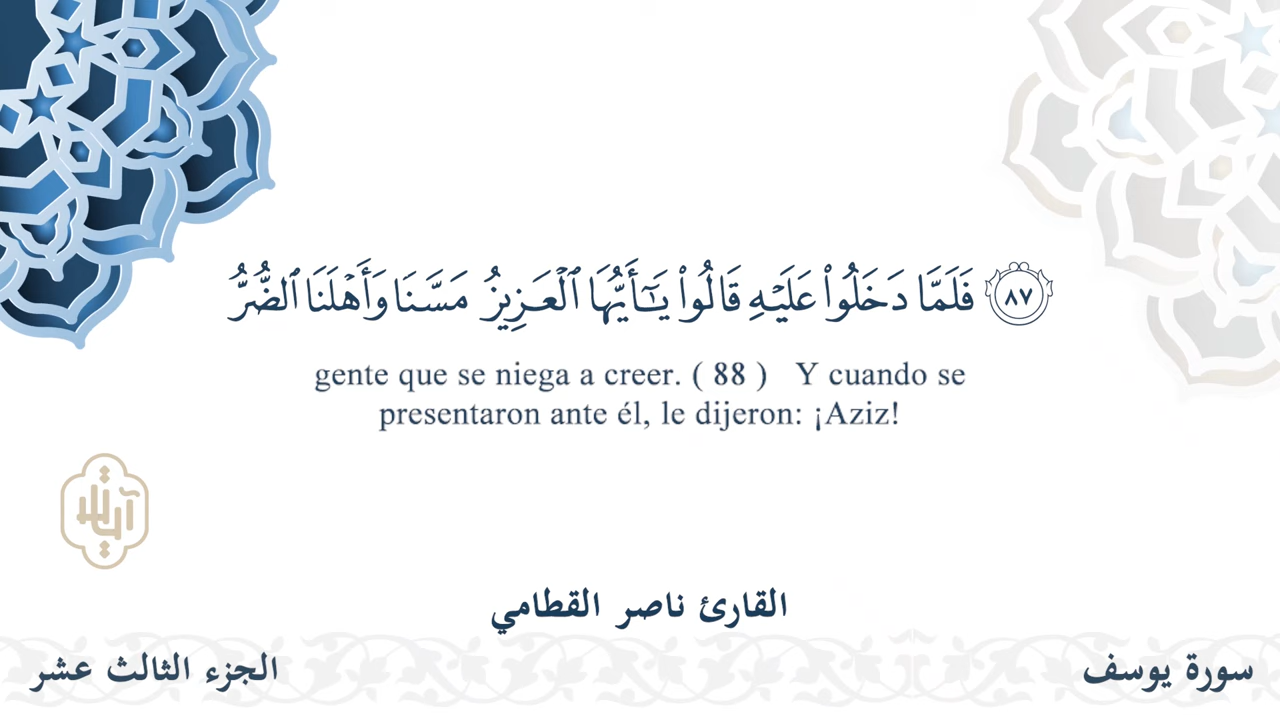 ٨٧ فَلَمَّا دَخَلُوا۟ عَلَيْهِ قَالُوا۟ يَـٰٓأَيُّهَا ٱلْعَزِيزُ مَسَّنَا وَأَهْلَنَا ٱلضُّرُّ
gente que se niega a creer. ( 88 ) Y cuando se
presentaron ante él, le dijeron: ¡Aziz!
القارئ ناصر القطامي
سورة يوسف
الجزء الثالث عشر